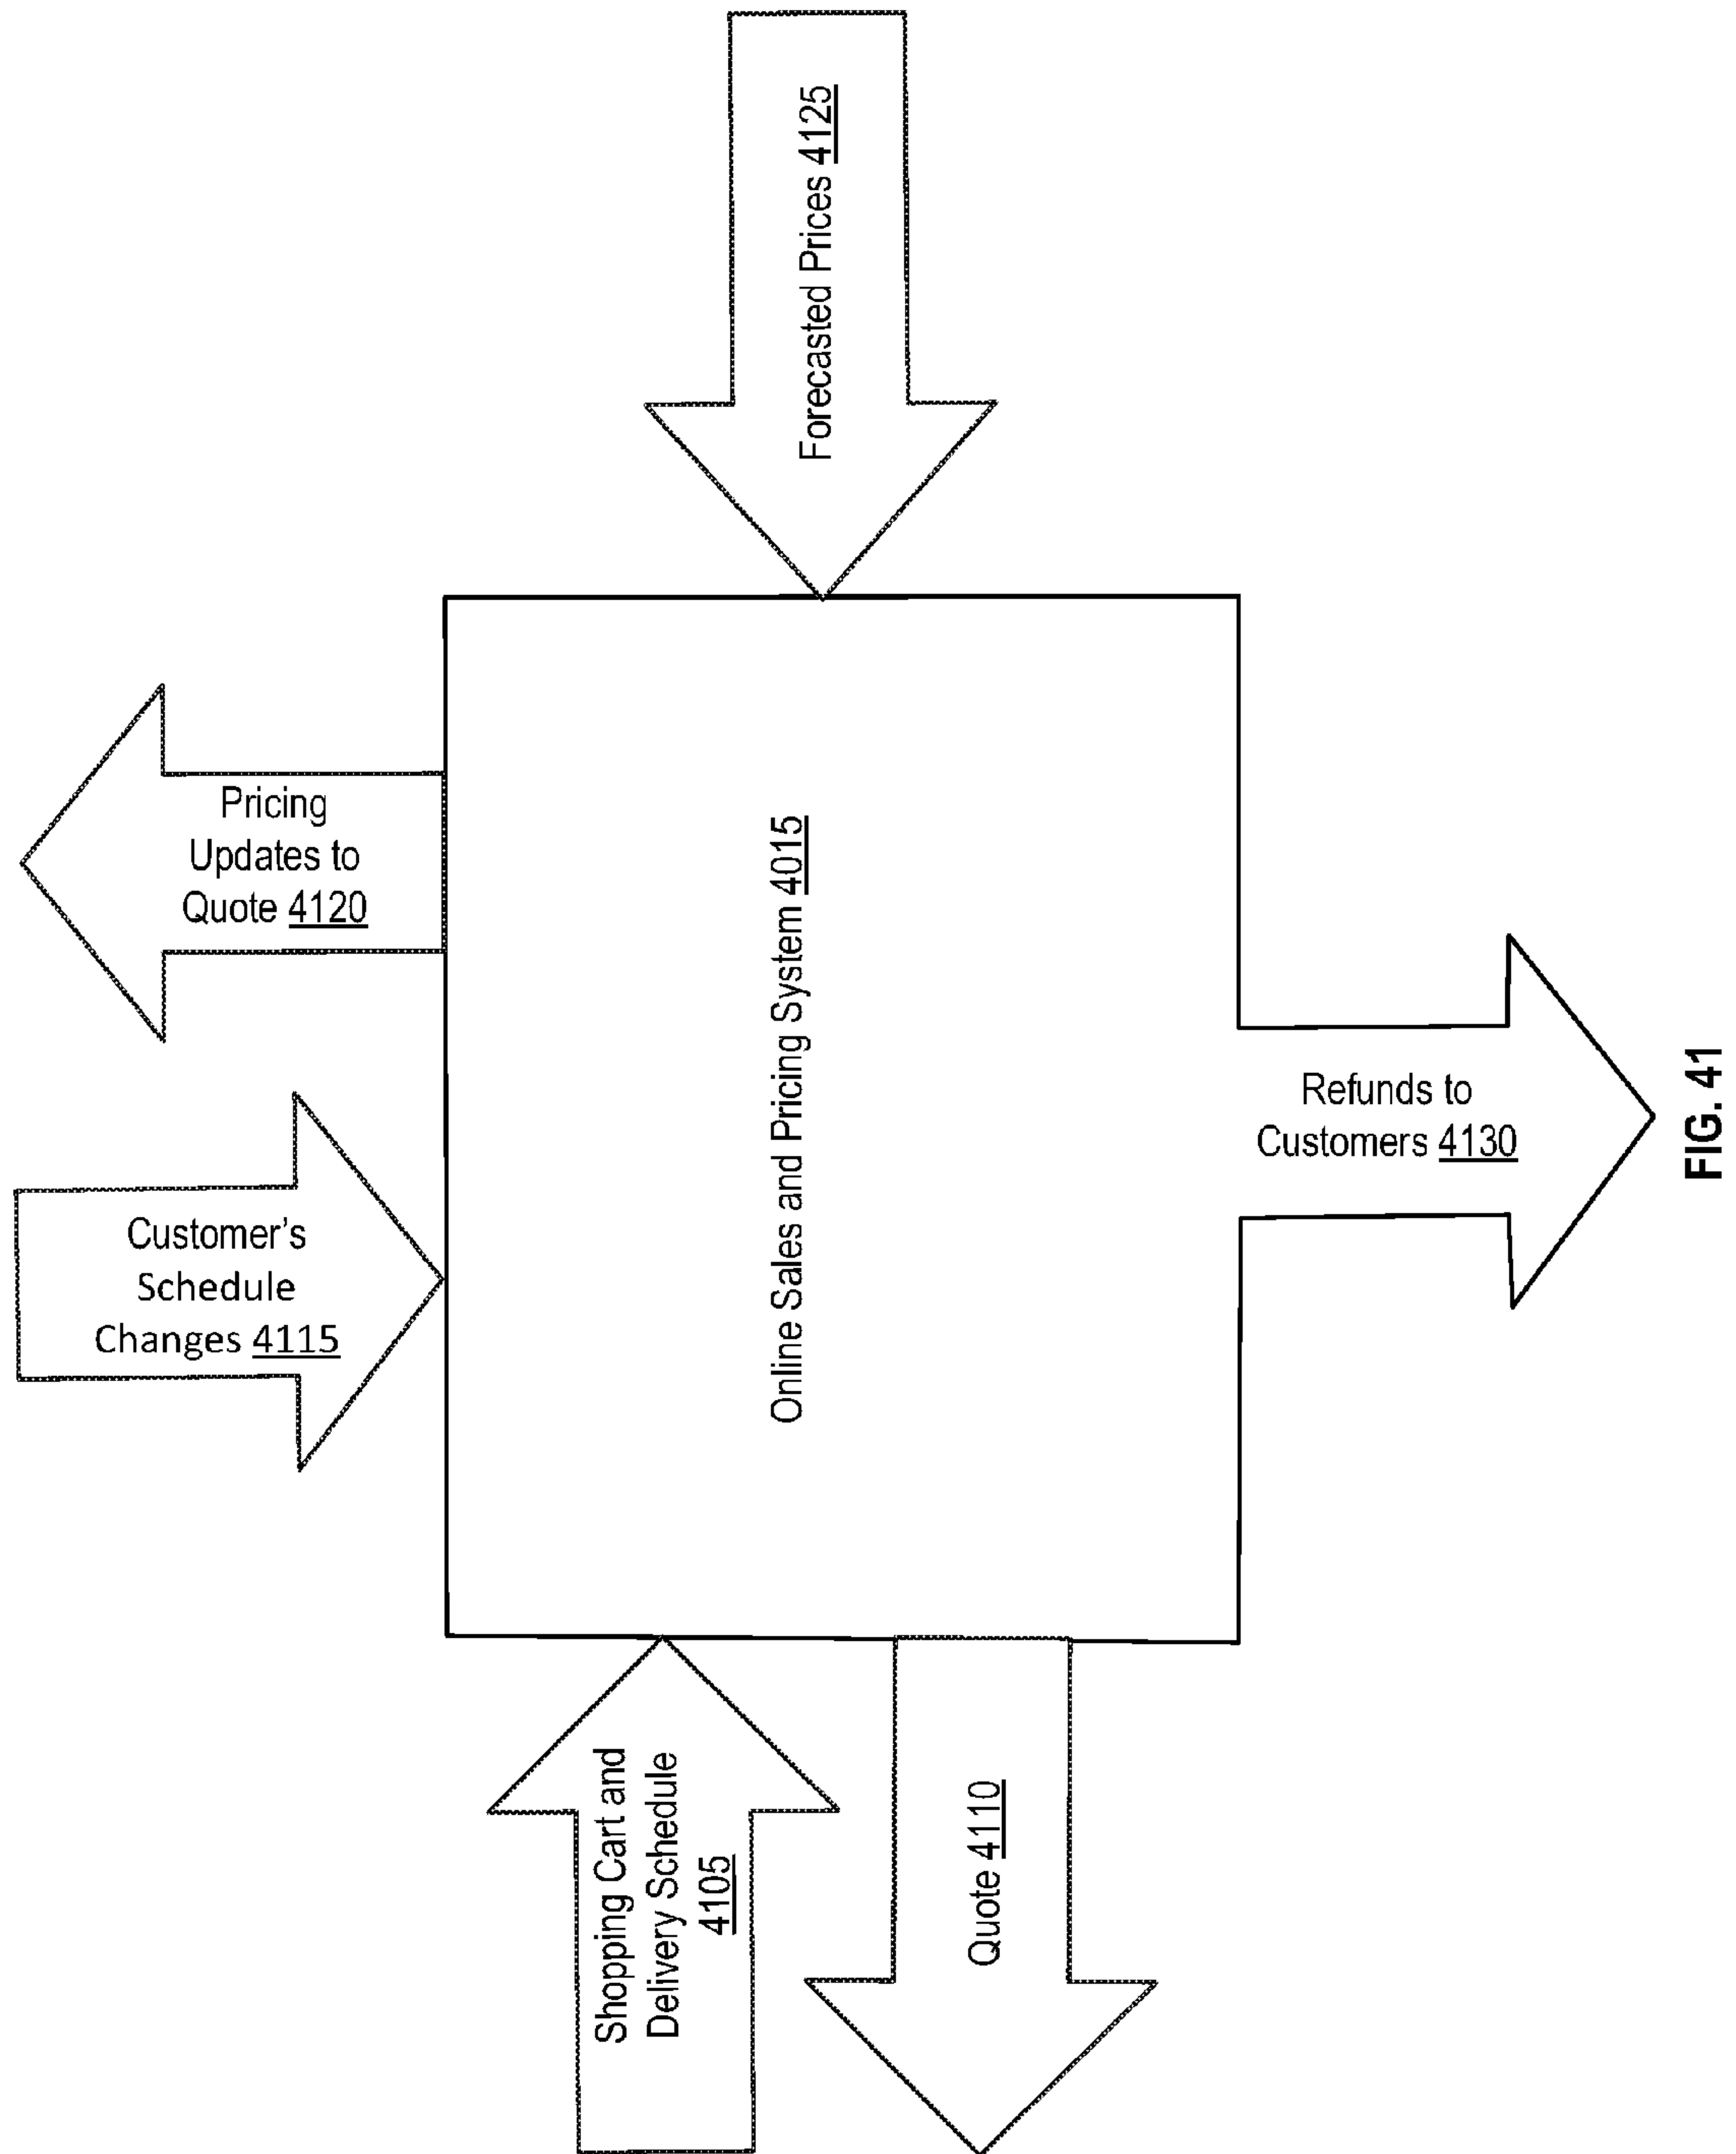 Pricing
Updates to
Quote 4120
Customer’s
Schedule
Changes 4115
Forecasted Prices 4125
Online Sales and Pricing System 4015
Shopping Cart and
Delivery Schedule
4105
Quote 4110
Refunds to
Customers 4130
FIG. 41